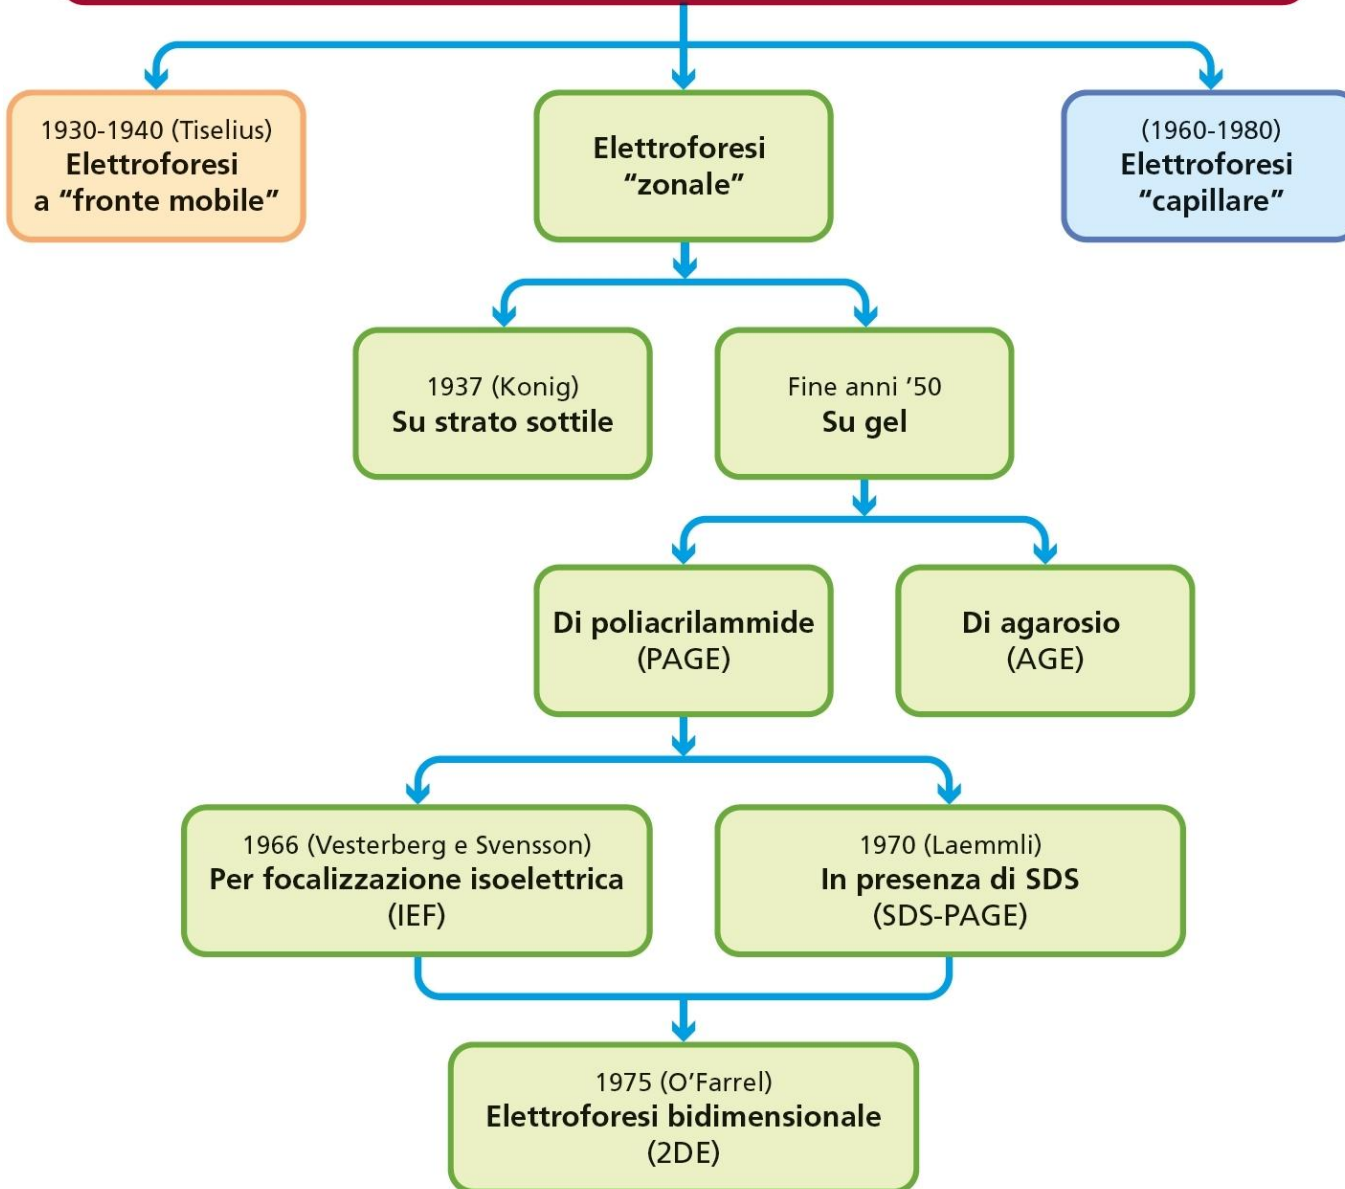 1930-1940 (Tiselius)
Elettroforesi
a “fronte mobile”
Elettroforesi
“zonale”
(1960-1980)
Elettroforesi
“capillare”
1937 (Konig)
Su strato sottile
Fine anni ’50
Su gel
Di poliacrilammide
(PAGE)
Di agarosio
(AGE)
1966 (Vesterberg e Svensson)
Per focalizzazione isoelettrica
(IEF)
1970 (Laemmli)
In presenza di SDS
(SDS-PAGE)
1975 (O’Farrel)
Elettroforesi bidimensionale
(2DE)